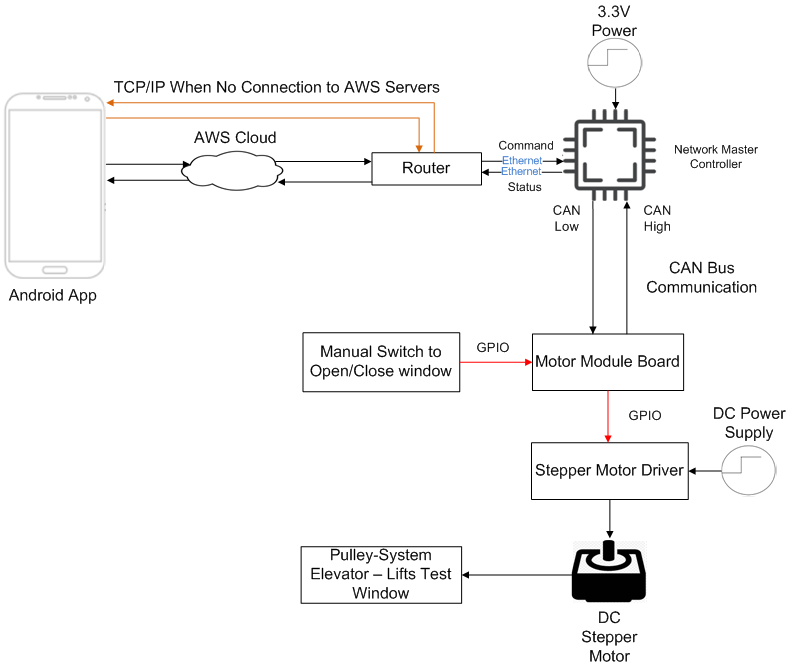 3.3V
Power
TCP/IP When No Connection to AWS Servers
AWS Cloud
Router
Command
Ethernet
Ethernet
Status
Network Master
Controller
Android App
CAN
Low
CAN
High
CAN Bus
Communication
Manual Switch to
Open/Close window
GPIO
Motor Module Board
GPIO
DC Power
Supply
Stepper Motor Driver
Pulley-System
Elevator – Lifts Test
Window
DC
Stepper
Motor